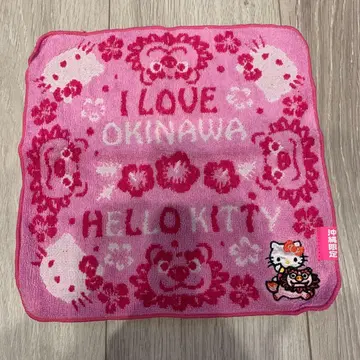 I LOVE
OKINAWA
HELLO KITTY
沖縄限定